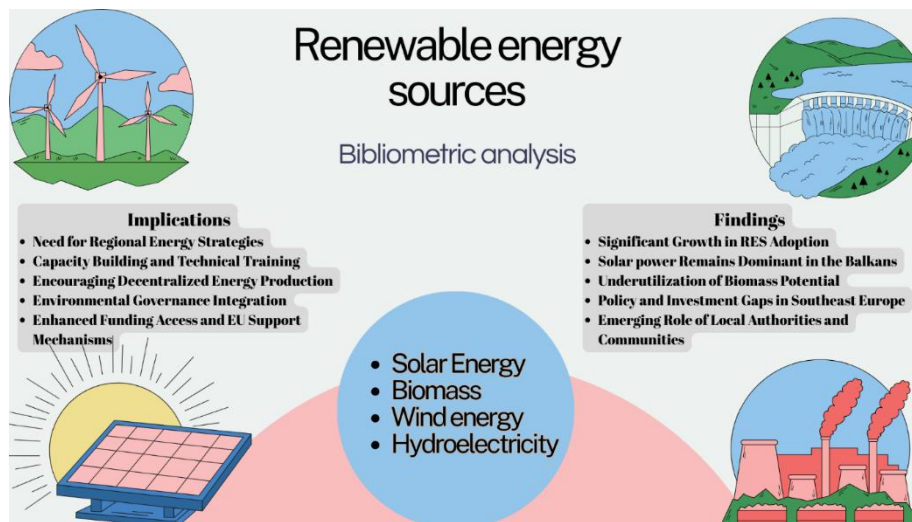 Renewable energy
sources
Bibliometric analysis
Implications
• Need for Regional Energy Strategies
• Capacity Building and Technical Training
• Encouraging Decentralized Energy Production
• Environmental Governance Integration
• Enhanced Funding Access and EU Support
Mechanisms
Findings
• Significant Growth in RES Adoption
• Solar power Remains Dominant in the Balkans
• Underutilization of Biomass Potential
• Policy and Investment Gaps in Southeast Europe
• Emerging Role of Local Authorities and
Communities
• Solar Energy
• Biomass
• Wind energy
• Hydroelectricity